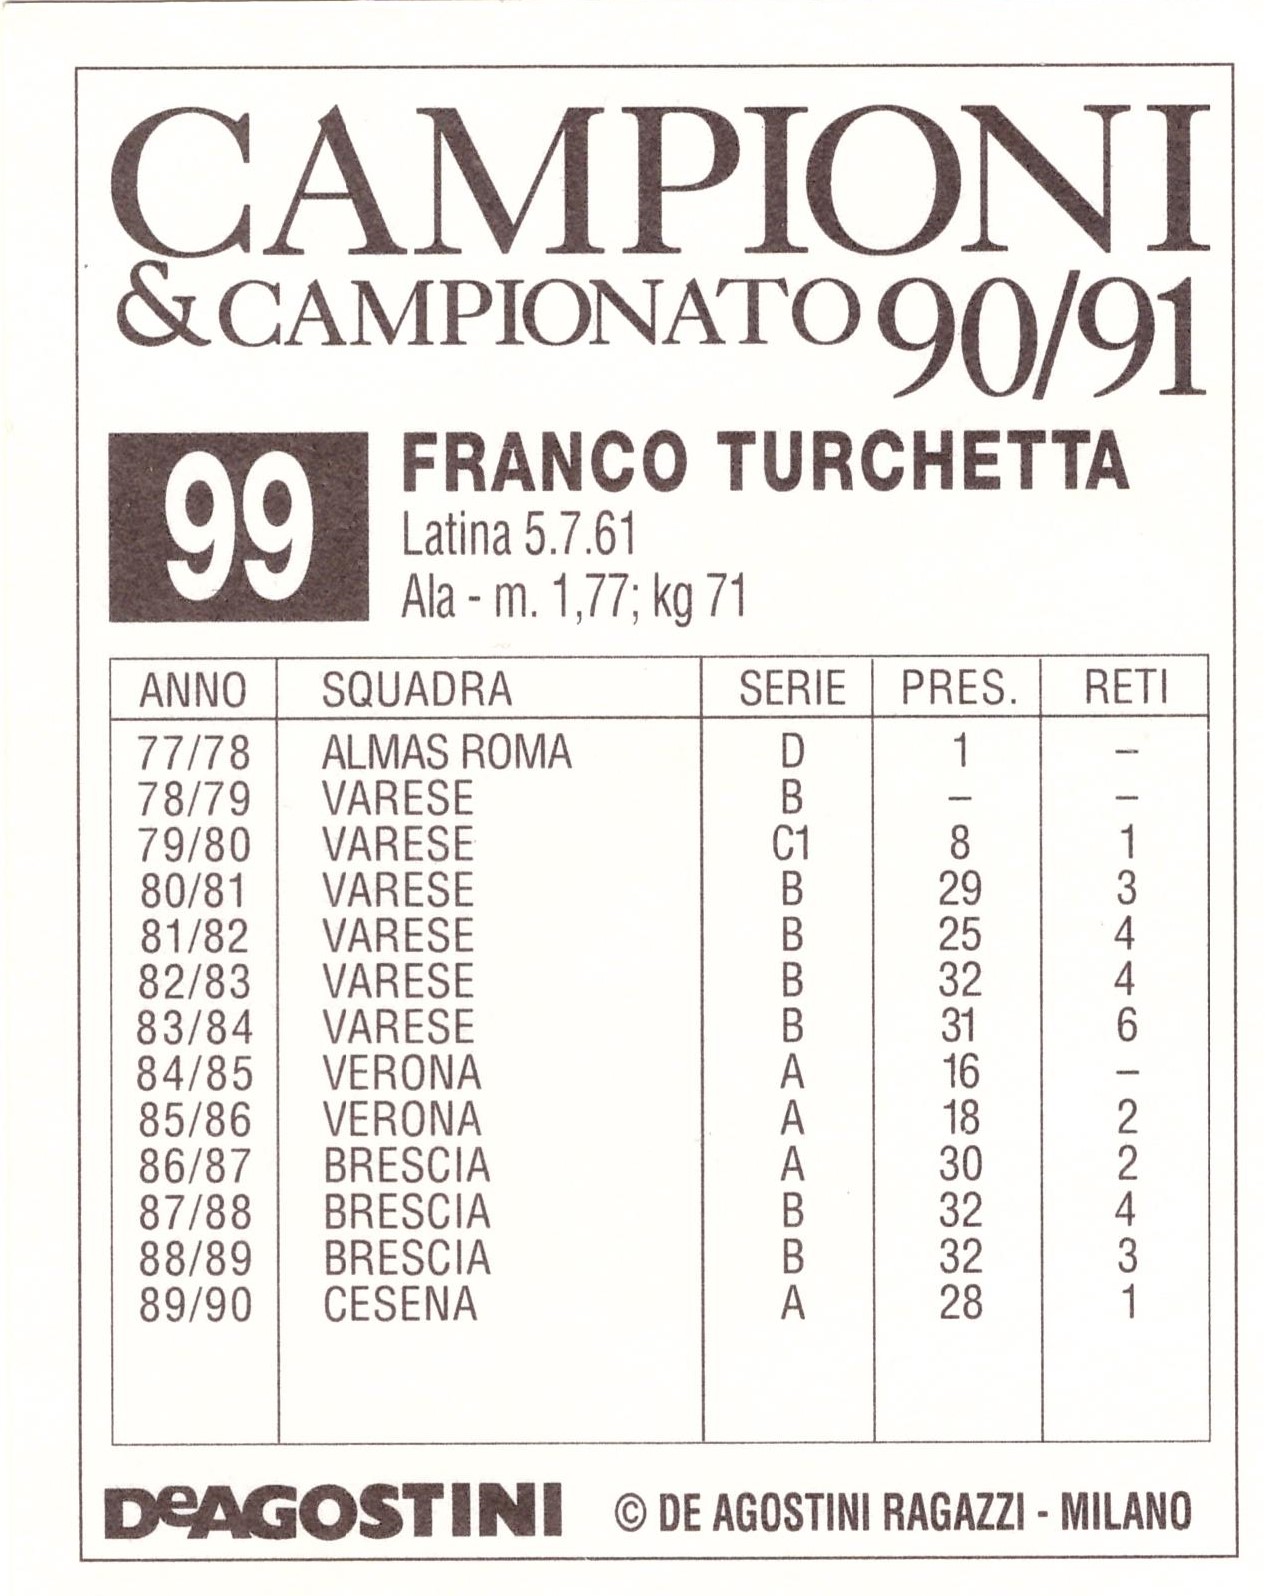 CAMPIONI
& CAMPIONATO 90/91
99 FRANCO TURCHETTA
Latina 5.7.61
Ala - m. 1,77; kg 71
ANNO SQUADRA SERIE PRES. RETI
77/78 ALMAS ROMA D 1 –
78/79 VARESE B – –
79/80 VARESE C1 8 1
80/81 VARESE B 29 3
81/82 VARESE B 25 4
82/83 VARESE B 32 4
83/84 VARESE B 31 6
84/85 VERONA A 16 –
85/86 VERONA A 18 2
86/87 BRESCIA A 30 2
87/88 BRESCIA B 32 4
88/89 BRESCIA B 32 3
89/90 CESENA A 28 1
DeAGOSTINI © DE AGOSTINI RAGAZZI - MILANO